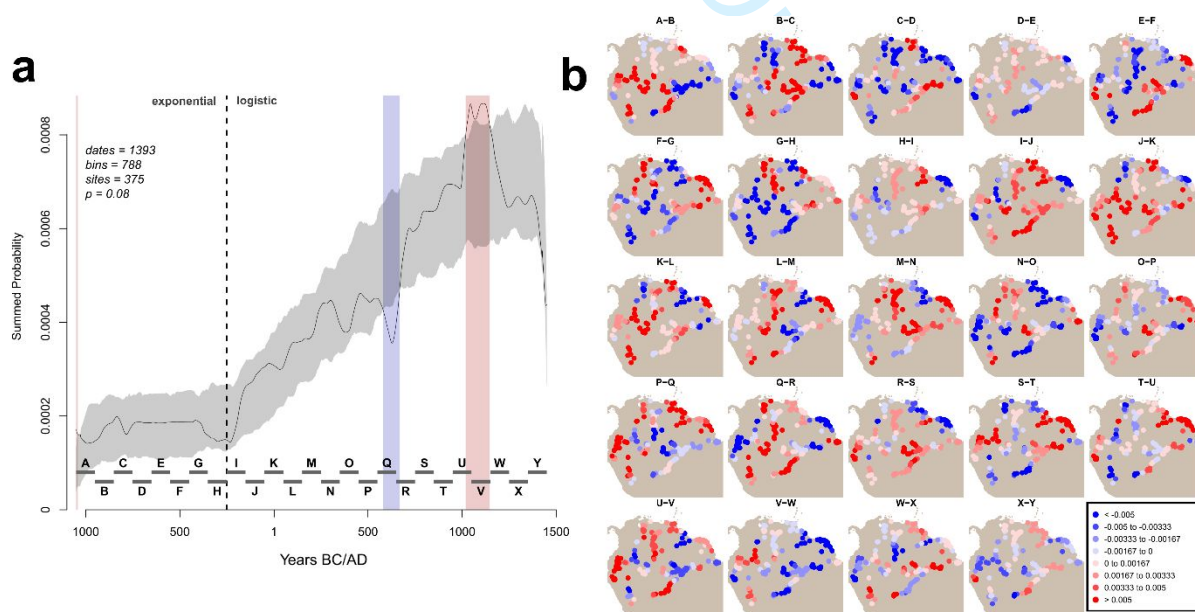 a
exponential
logistic
dates = 1393
bins = 788
sites = 375
p = 0.08
Summed Probability
0.0008
0.0006
0.0004
0.00002
0
A C E G I K M O Q S U W Y
B D F H J L N P R T V X
1000 500 1 500 1000 1500
Years BC/AD
b
A-B B-C C-D D-E E-F
F-G G-H H-I I-J J-K
K-L L-M M-N N-O O-P
P-Q Q-R R-S S-T T-U
U-V V-W W-X X-Y
< -0.005
-0.005 to -0.00333
-0.00333 to -0.00167
-0.00167 to 0
0 to 0.00167
0.00167 to 0.00333
0.00333 to 0.005
> 0.005